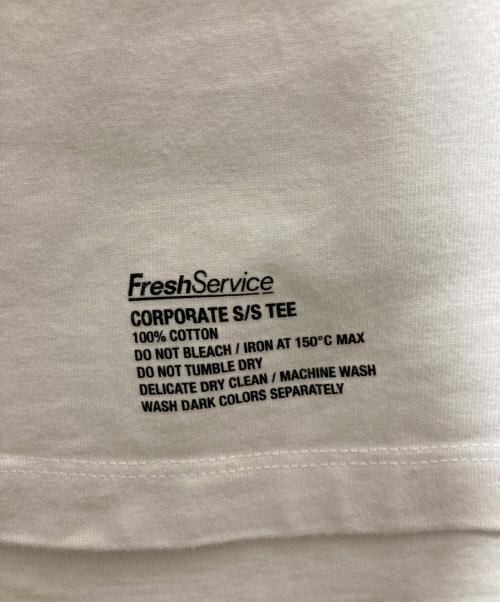 FreshService
CORPORATE S/S TEE
100% COTTON
DO NOT BLEACH / IRON AT 150°C MAX
DO NOT TUMBLE DRY
DELICATE DRY CLEAN / MACHINE WASH
WASH DARK COLORS SEPARATELY